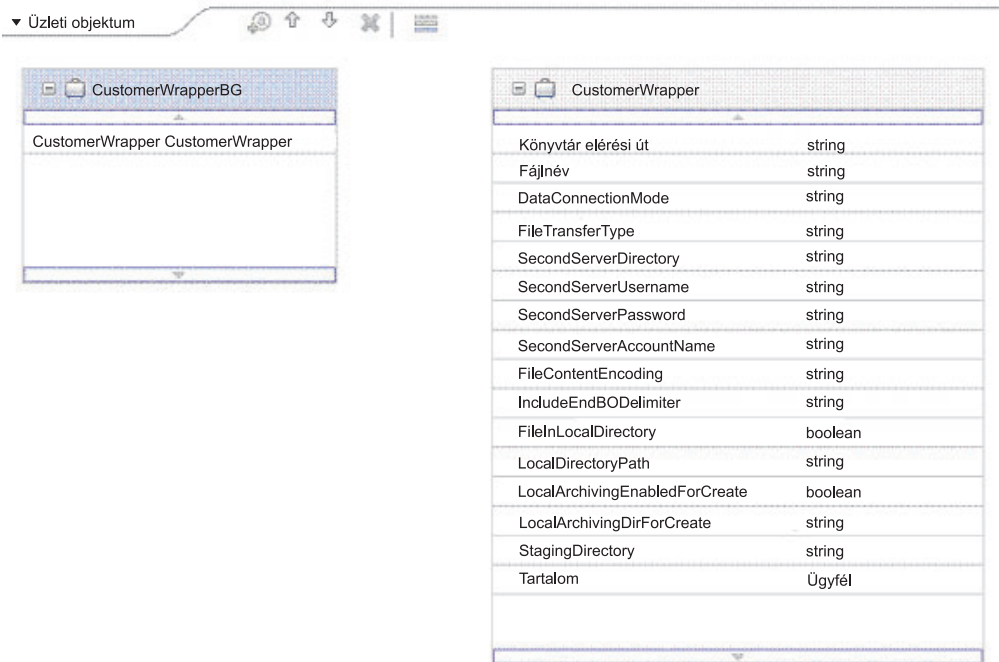 Üzleti objektum
CustomerWrapperBG
CustomerWrapper CustomerWrapper
CustomerWrapper
Könyvtár elérési út string
Fájlnév string
DataConnectionMode string
FileTransferType string
SecondServerDirectory string
SecondServerUsername string
SecondServerPassword string
SecondServerAccountName string
FileContentEncoding string
IncludeEndBODelimiter string
FileInLocalDirectory boolean
LocalDirectoryPath string
LocalArchivingEnabledForCreate boolean
LocalArchivingDirForCreate string
StagingDirectory string
Tartalom Ügyfél